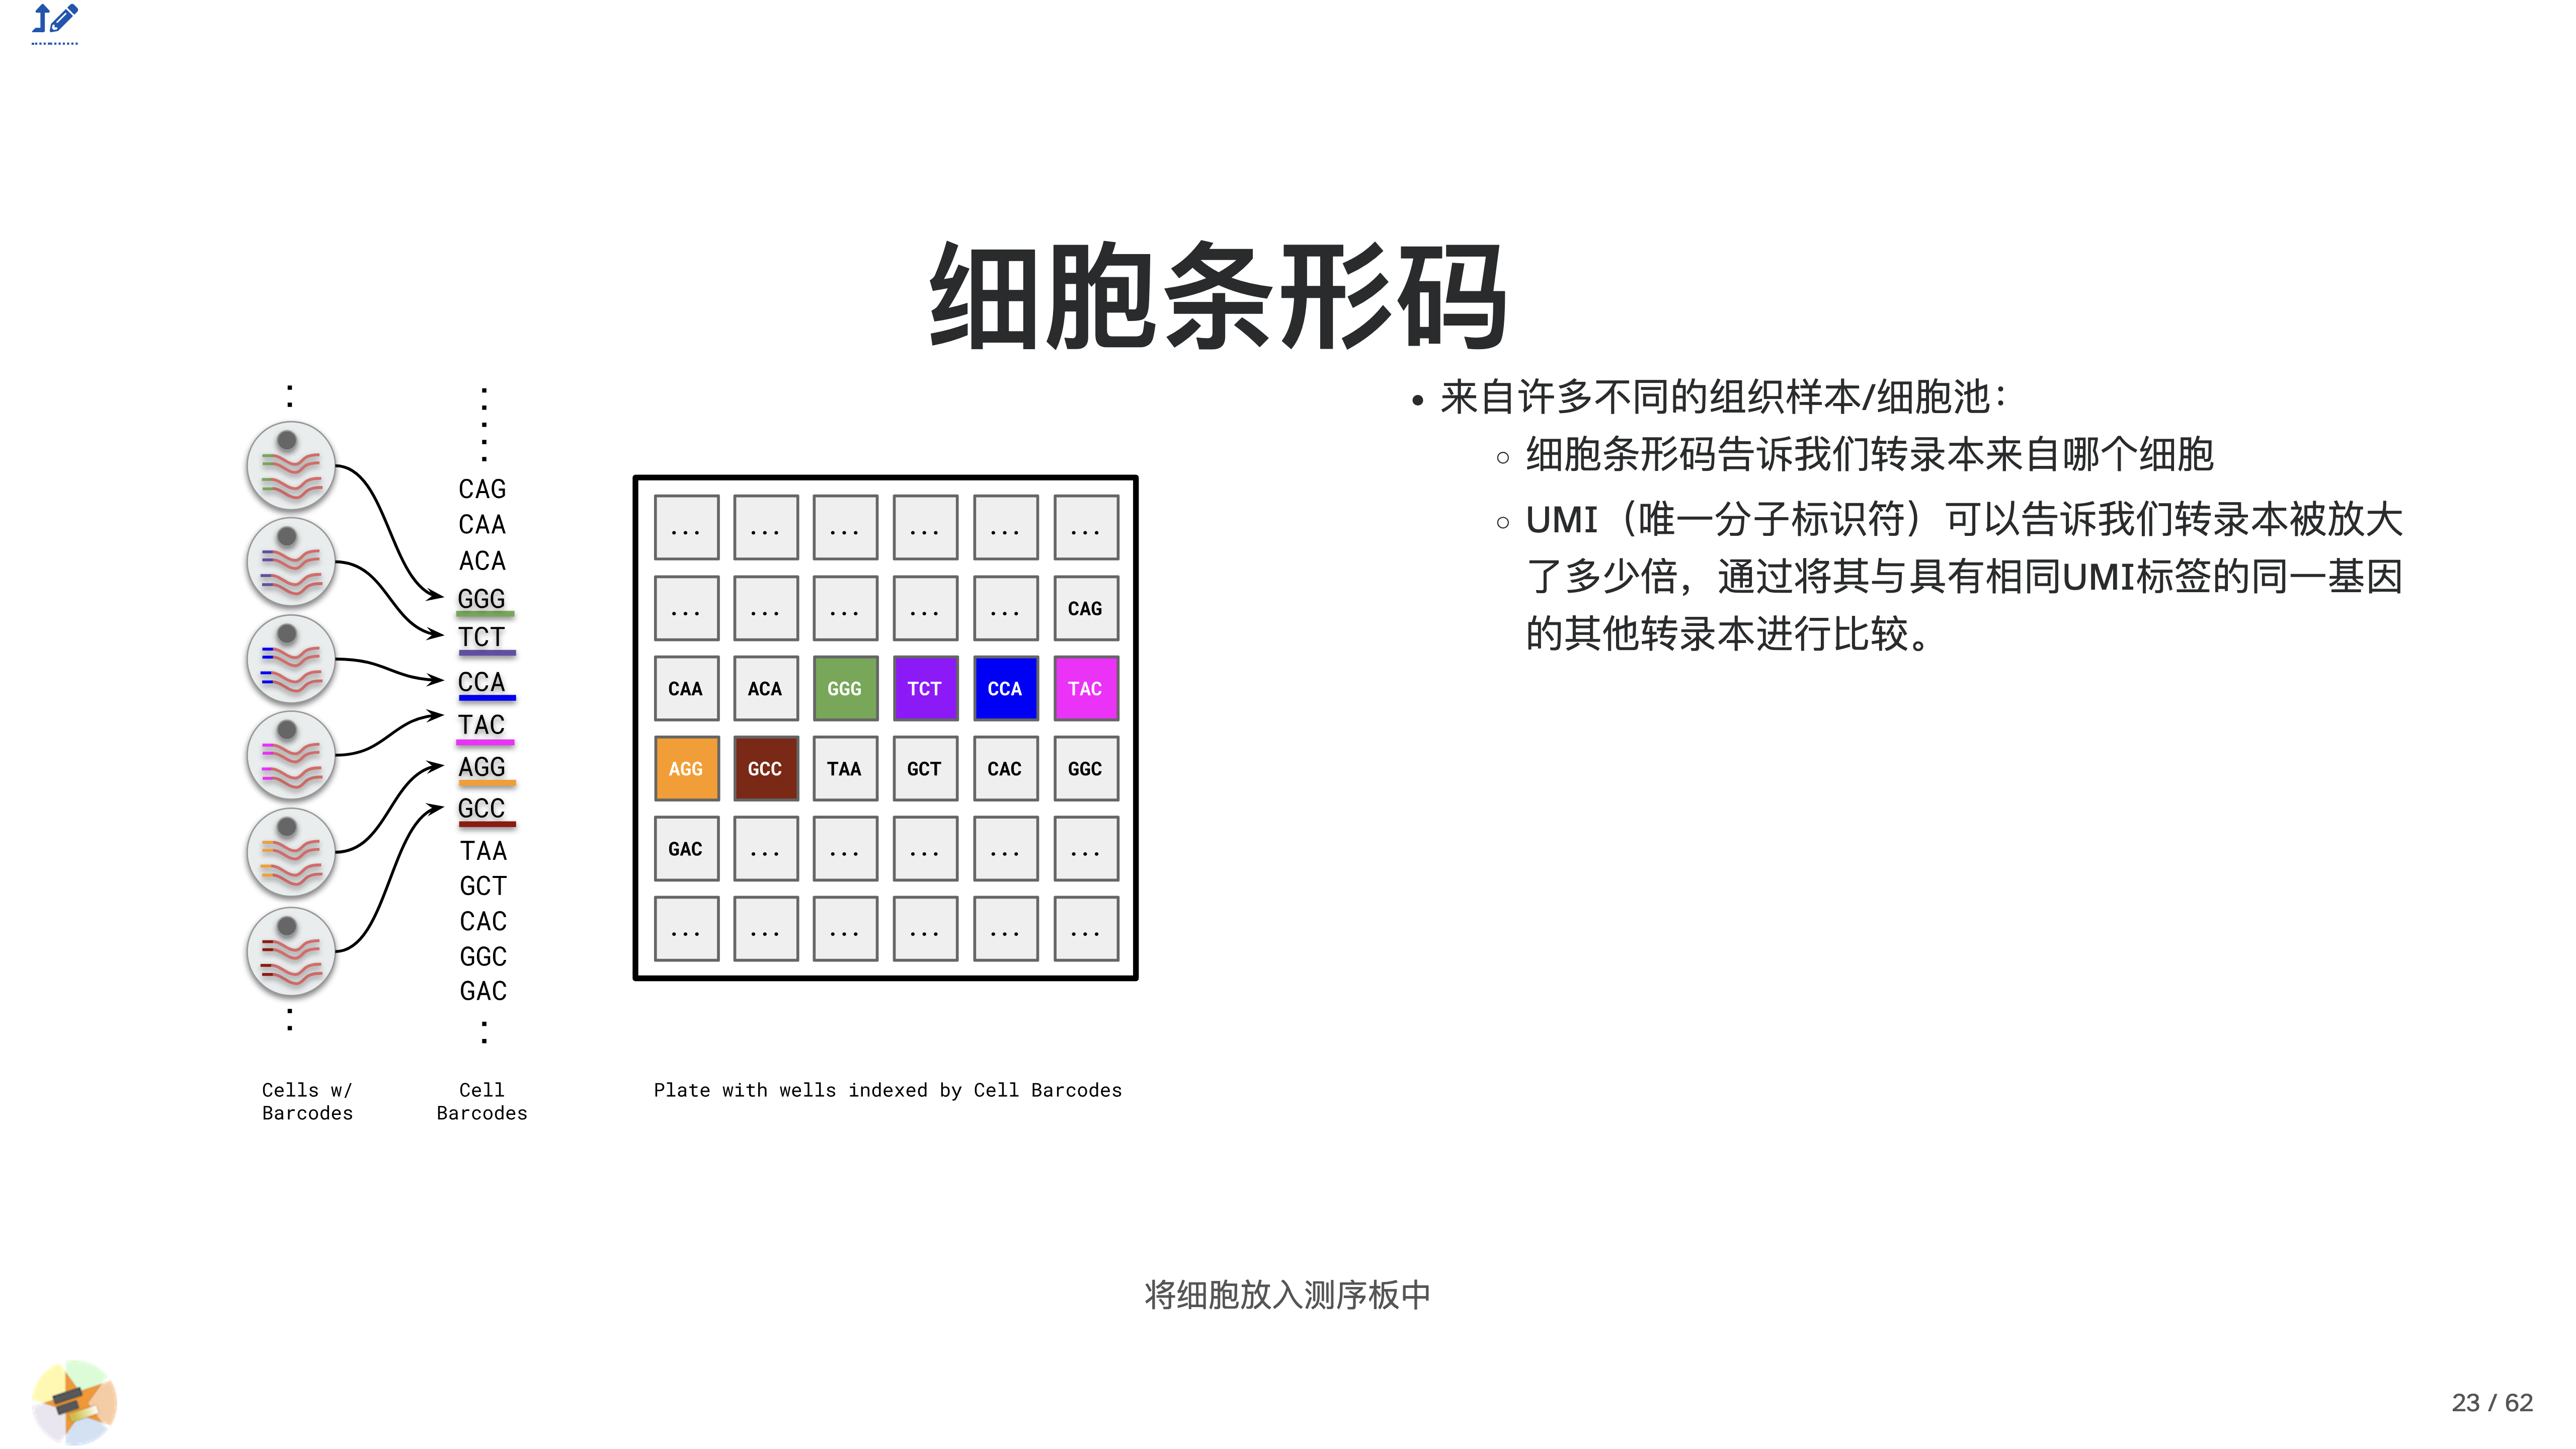 细胞条形码
CAG
CAA
ACA
GGG
TCT
CCA
TAC
AGG
GCC
TAA
GCT
CAC
GGC
GAC
Cells w/
Barcodes
Cell
Barcodes
... ... ... ... ... ...
... ... ... ... ... CAG
CAA ACA GGG TCT CCA TAC
AGG GCC TAA GCT CAC GGC
GAC ... ... ... ... ...
... ... ... ... ... ...
Plate with wells indexed by Cell Barcodes
来自许多不同的组织样本/细胞池：
细胞条形码告诉我们转录本来自哪个细胞
UMI（唯一分子标识符）可以告诉我们转录本被放大
了多少倍，通过将其与具有相同UMI标签的同一基因
的其他转录本进行比较。
将细胞放入测序板中
23 / 62